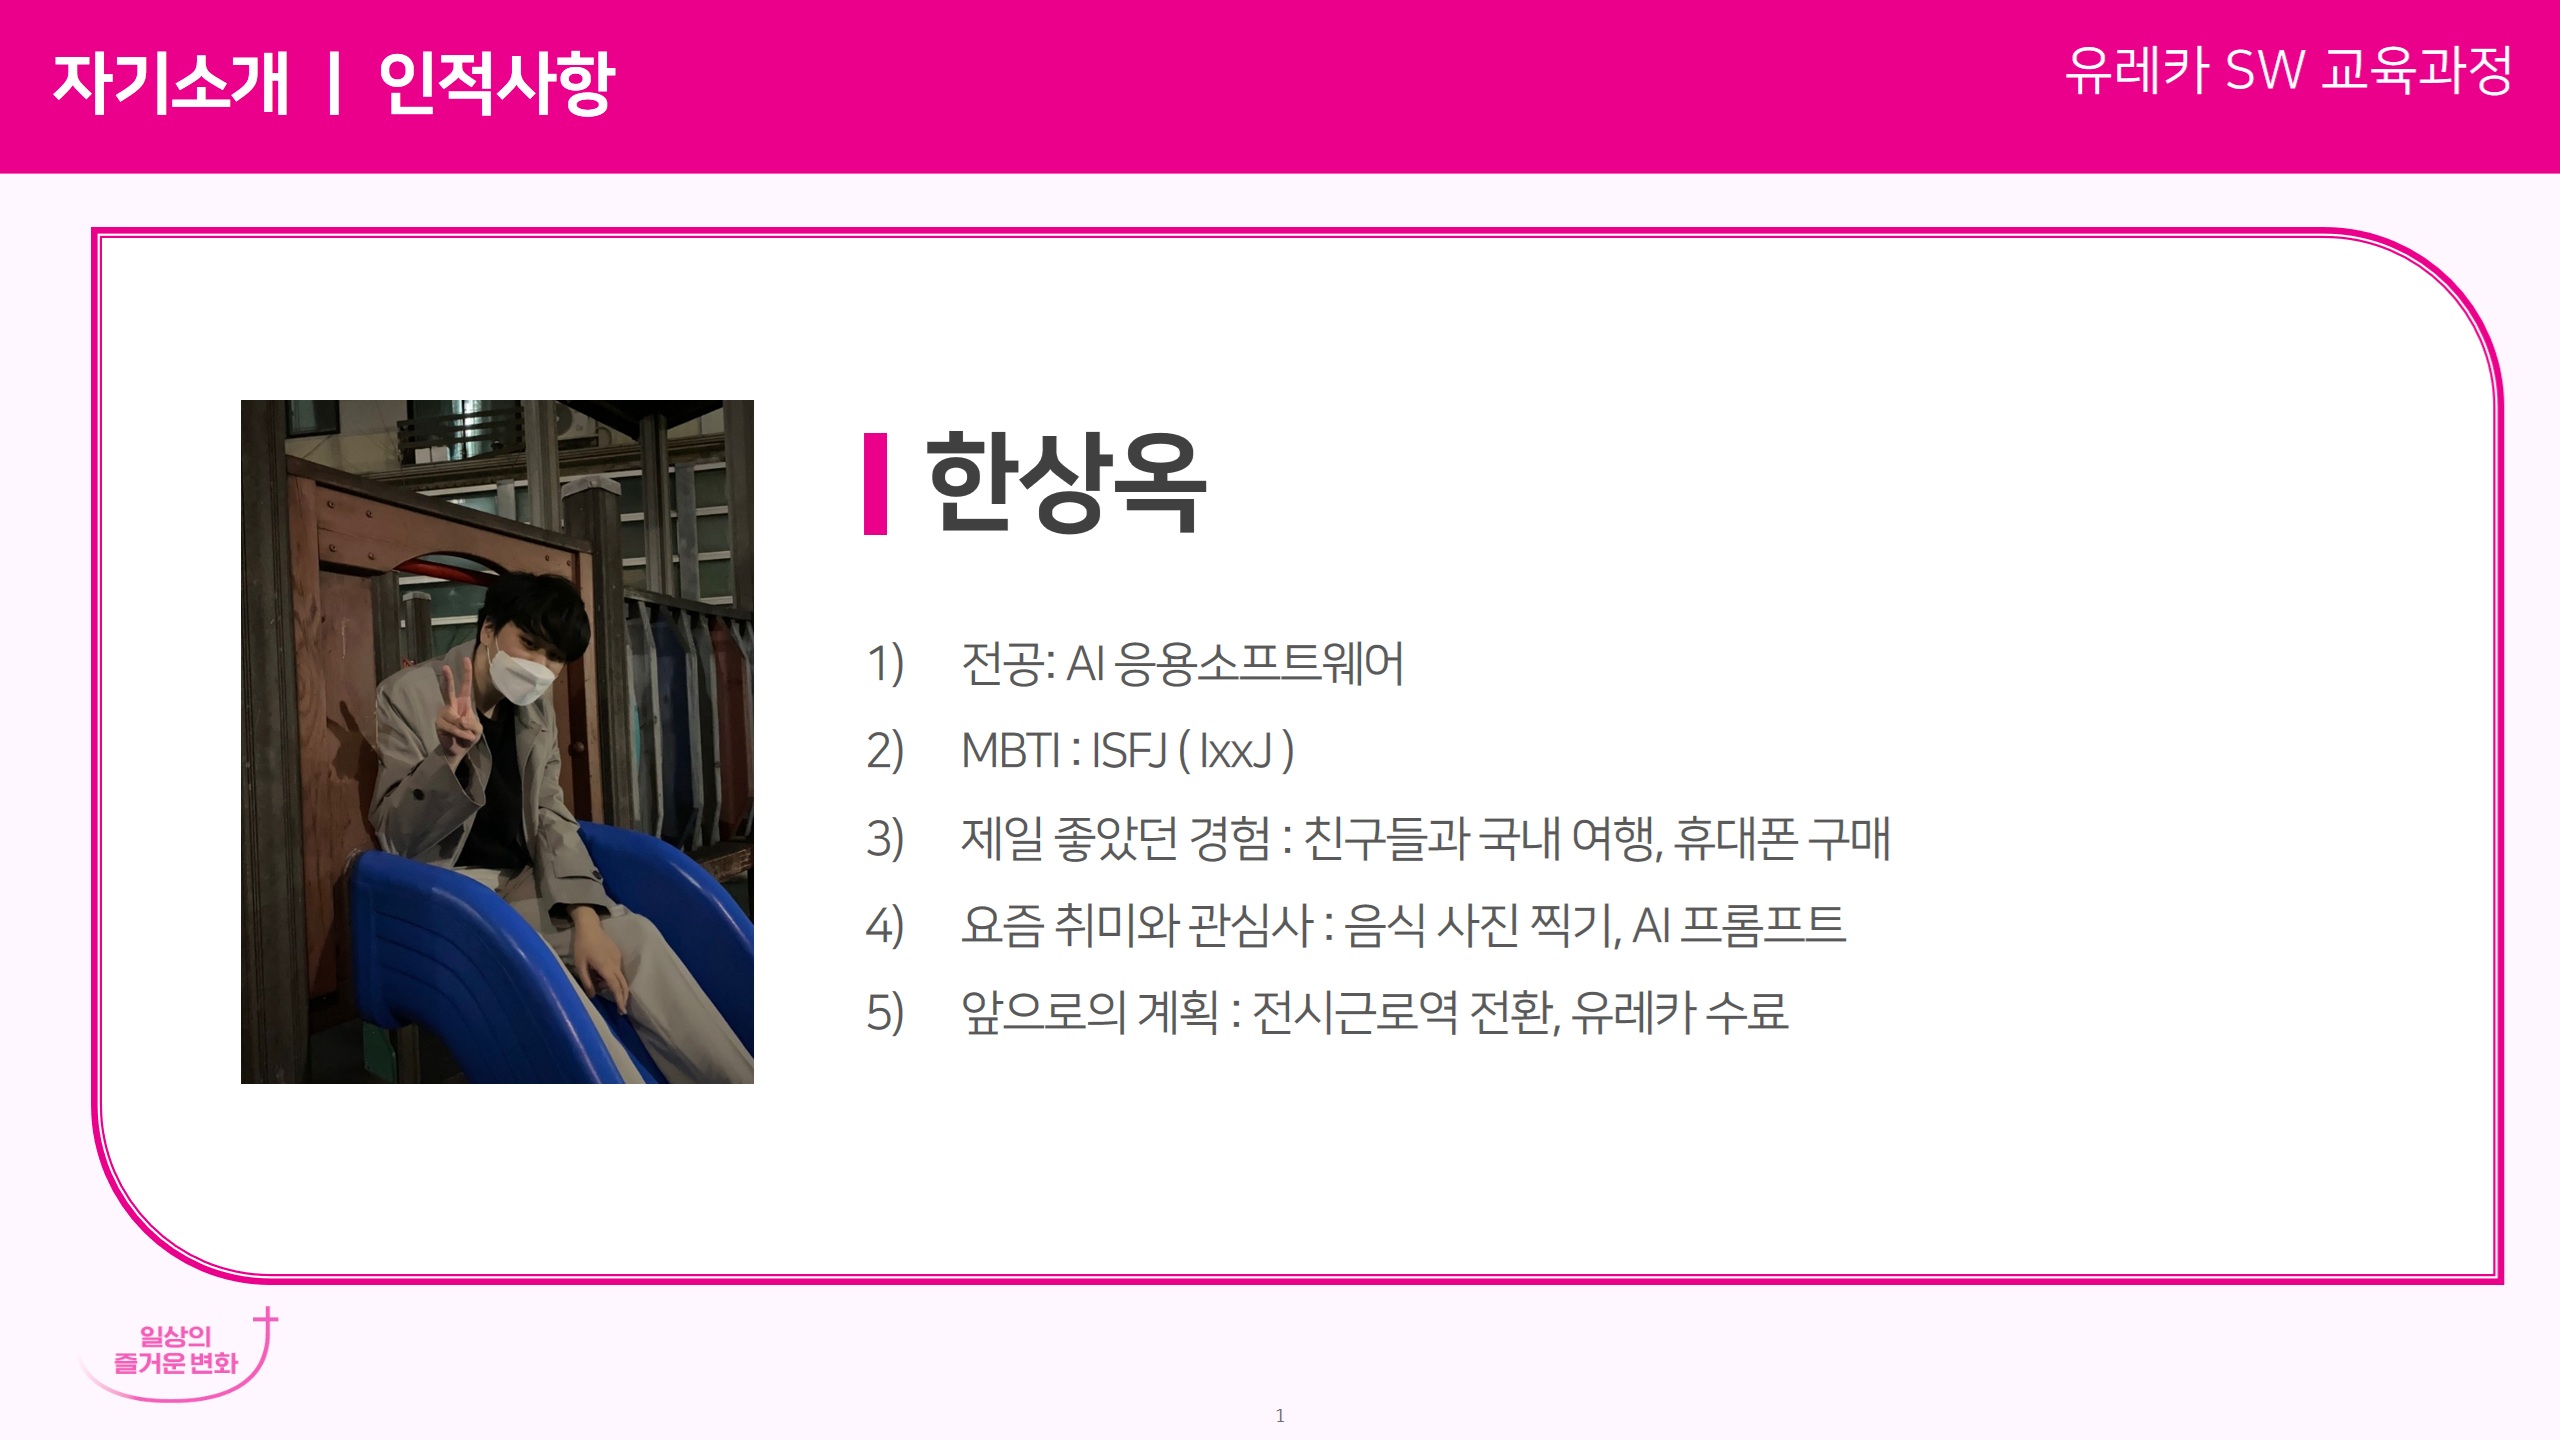 자기소개 | 인적사항
유레카 SW 교육과정
한상옥
1) 전공: AI 응용소프트웨어
2) MBTI : ISFJ ( IxxJ )
3) 제일 좋았던 경험 : 친구들과 국내 여행, 휴대폰 구매
4) 요즘 취미와 관심사 : 음식 사진 찍기, AI 프롬프트
5) 앞으로의 계획 : 전시근로역 전환, 유레카 수료
일상의
즐거운 변화
1